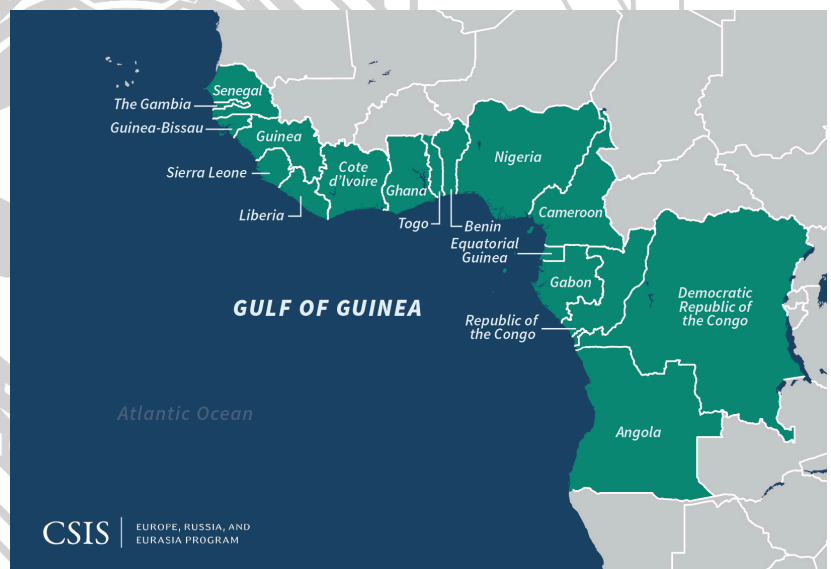 Senegal
The Gambia
Guinea-Bissau
Guinea
Sierra Leone
Liberia
Cote
d'Ivoire
Ghana
Togo
Benin
Nigeria
Cameroon
Equatorial
Guinea
Gabon
Republic of
the Congo
Democratic
Republic of
the Congo
Angola
GULF OF GUINEA
Atlantic Ocean
CSIS
EUROPE, RUSSIA, AND
EURASIA PROGRAM